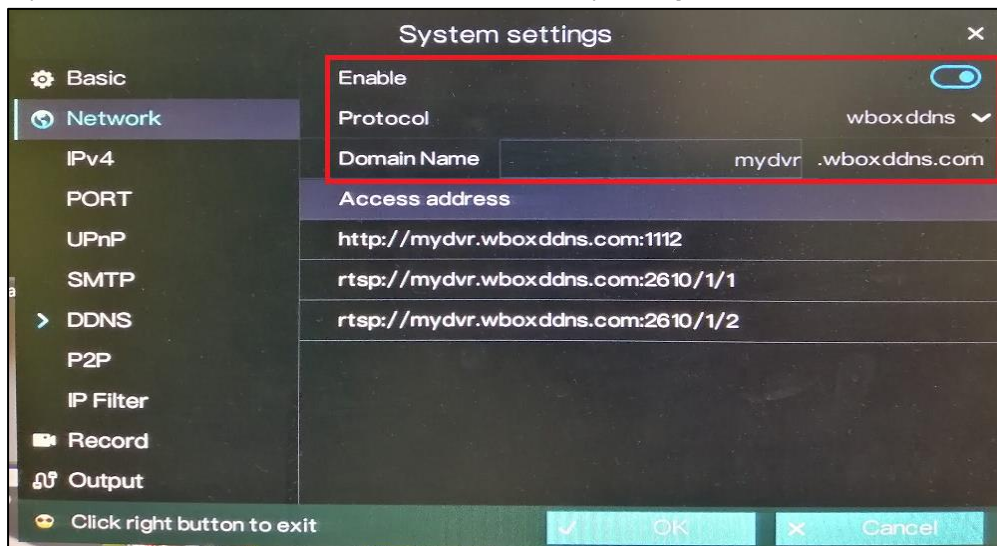 System settings
Basic
Enable
Network
Protocol
wboxddns
IPv4
Domain Name
mydvr .wboxddns.com
PORT
Access address
UPnP
http://mydvr.wboxddns.com:1112
SMTP
rtsp://mydvr.wboxddns.com:2610/1/1
DDNS
rtsp://mydvr.wboxddns.com:2610/1/2
P2P
IP Filter
Record
Output
Click right button to exit
OK
Cancel